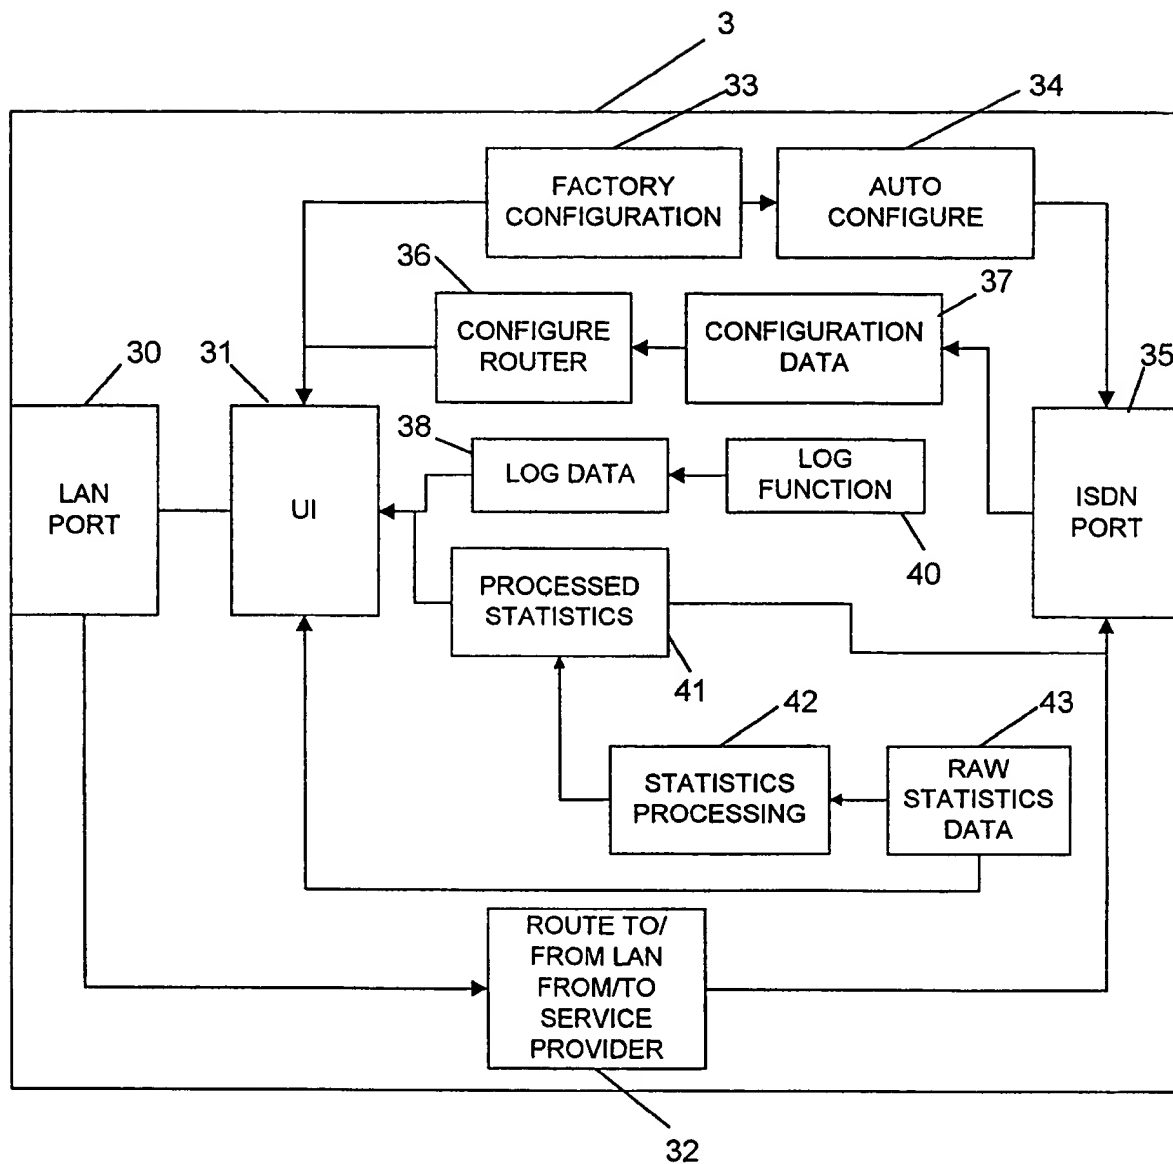 3
33
34
FACTORY
CONFIGURATION
AUTO
CONFIGURE
36
37
CONFIGURE
ROUTER
CONFIGURATION
DATA
30
31
35
38
LAN
PORT
UI
LOG DATA
LOG
FUNCTION
ISDN
PORT
40
PROCESSED
STATISTICS
41
42
43
STATISTICS
PROCESSING
RAW
STATISTICS
DATA
ROUTE TO/
FROM LAN
FROM/TO
SERVICE
PROVIDER
32